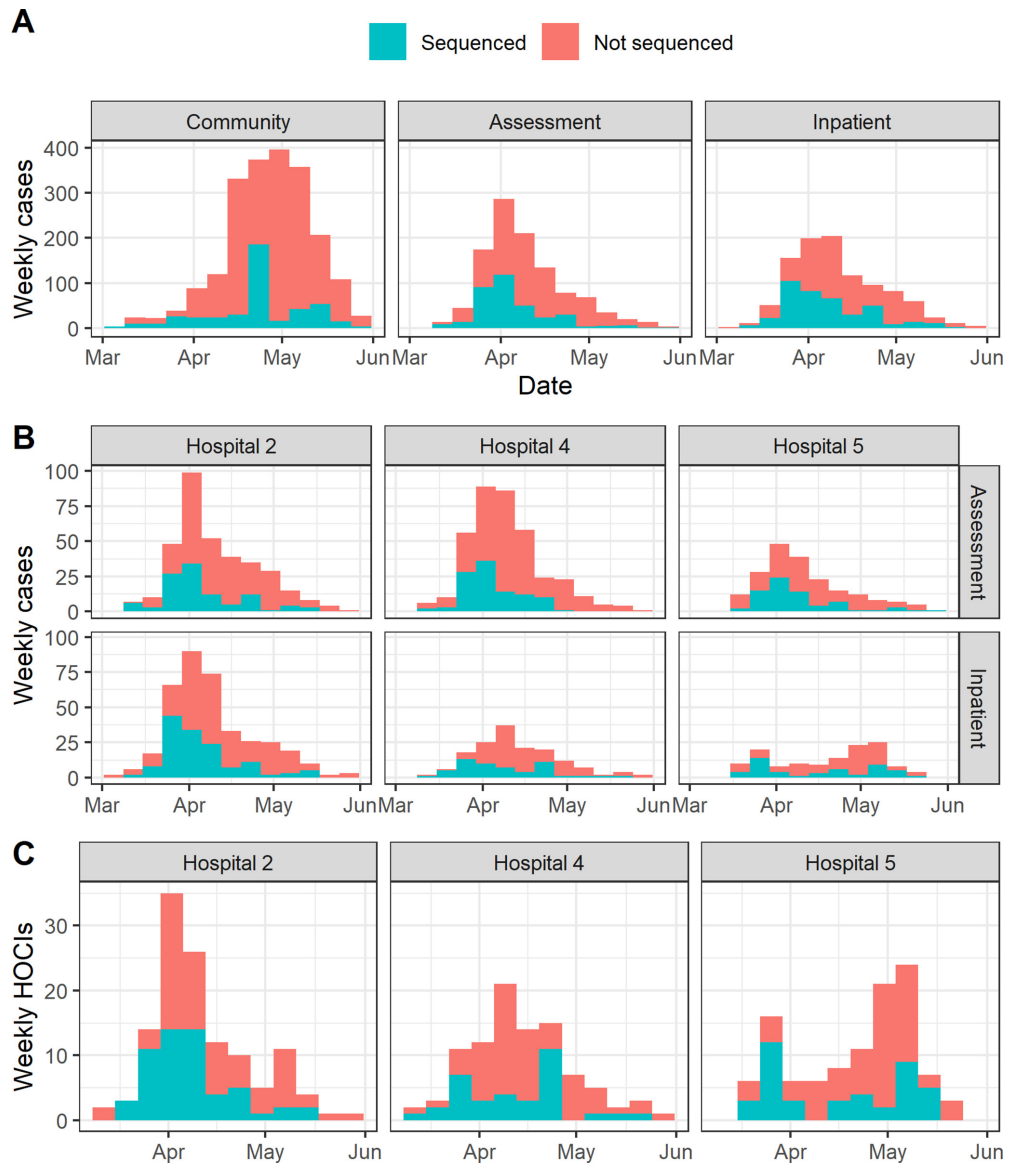 A
Sequenced Not sequenced
Community Assessment Inpatient
Weekly cases
400
300
200
100
0
Mar Apr May Jun Mar Apr May Jun Mar Apr May Jun
Date
B
Hospital 2 Hospital 4 Hospital 5
Weekly cases
100
75
50
25
0
Assessment
Weekly cases
100
75
50
25
0
Inpatient
Mar Apr May Jun Mar Apr May Jun Mar Apr May Jun
C
Hospital 2 Hospital 4 Hospital 5
Weekly HOCIs
30
20
10
0
Apr May Jun Apr May Jun Apr May Jun